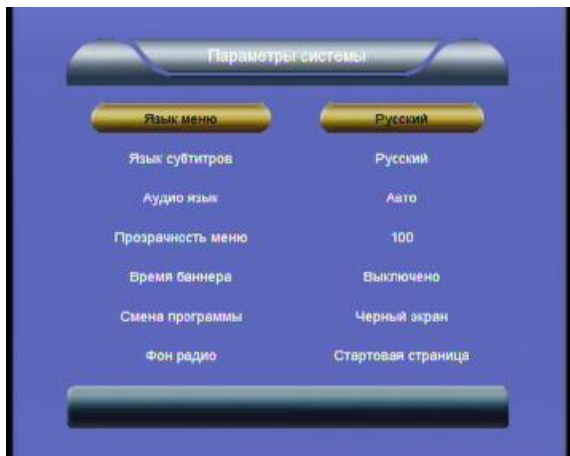 Параметры системы
Язык меню Русский
Язык субтитров Русский
Аудио язык Авто
Прозрачность меню 100
Время баннера Выключено
Смена программы Черный экран
Фон радио Стартовая страница